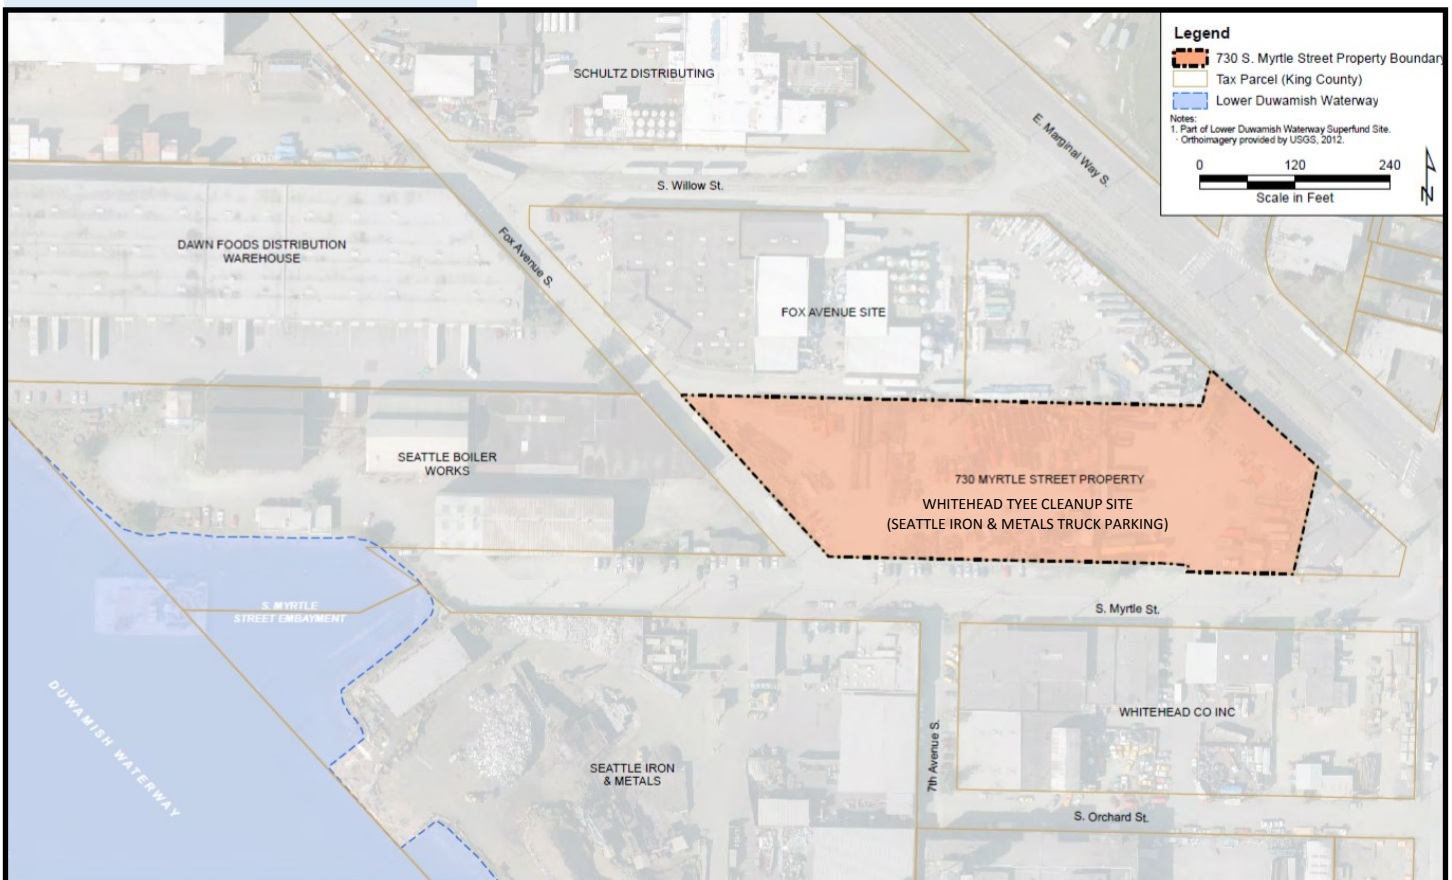 Legend
730 S. Myrtle Street Property Boundary
Tax Parcel (King County)
Lower Duwamish Waterway
Notes:
1. Part of Lower Duwamish Waterway Superfund Site.
- Orthoimagery provided by USGS, 2012.
0 120 240
Scale in Feet
N
SCHULTZ DISTRIBUTING
E. Marginal Way S.
S. Willow St.
DAWN FOODS DISTRIBUTION
WAREHOUSE
Fox Avenue S.
FOX AVENUE SITE
SEATTLE BOILER
WORKS
730 MYRTLE STREET PROPERTY
WHITEHEAD TYEE CLEANUP SITE
(SEATTLE IRON & METALS TRUCK PARKING)
S. MYRTLE
STREET EMBAYMENT
S. Myrtle St.
DUWAMISH WATERWAY
WHITEHEAD CO INC
7th Avenue S.
SEATTLE IRON
& METALS
S. Orchard St.